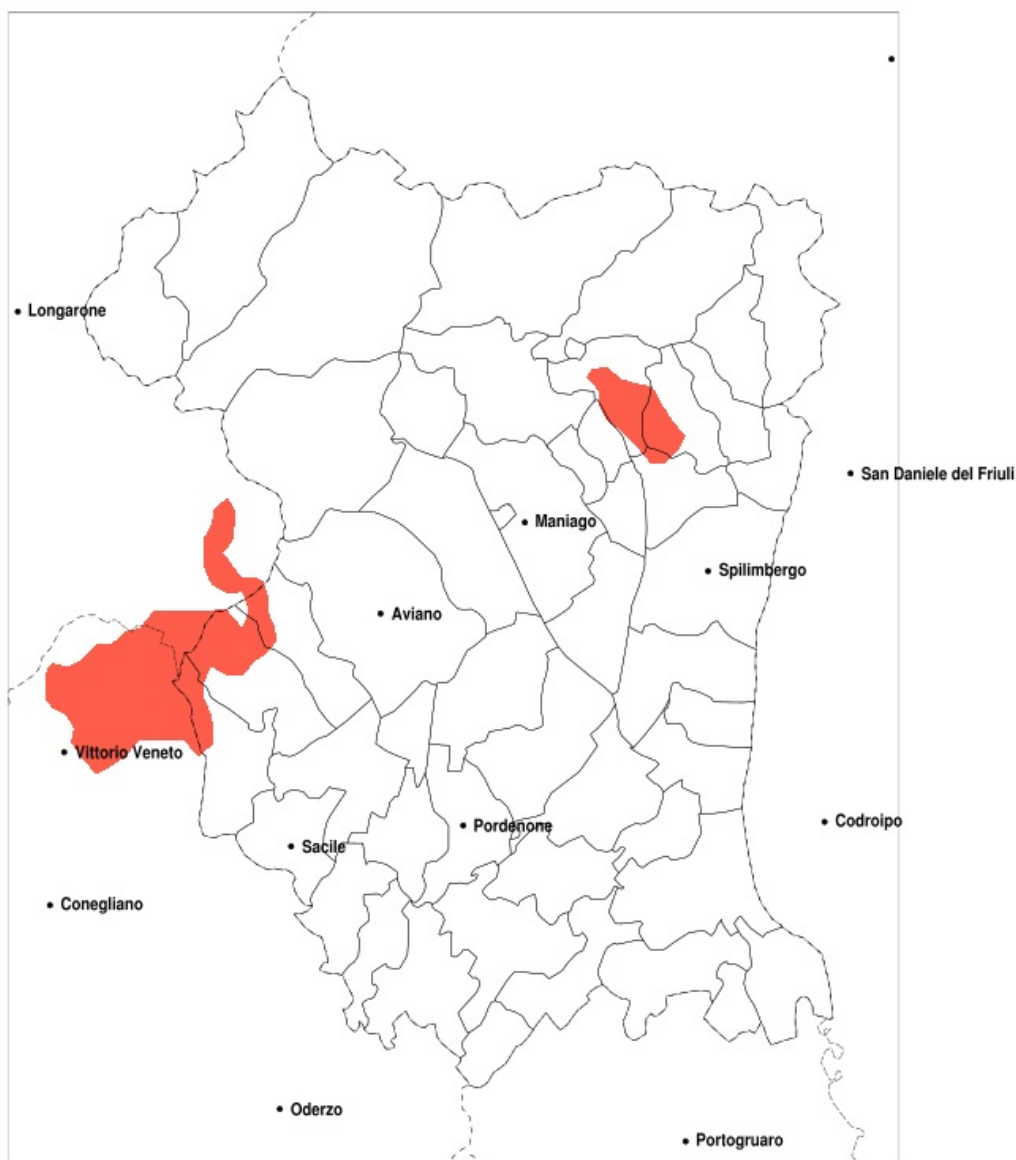 Longarone
San Daniele del Friuli
Maniago
Spilimbergo
Aviano
Vittorio Veneto
Codroipo
Pordenone
Sacile
Conegliano
Oderzo
Portogruaro